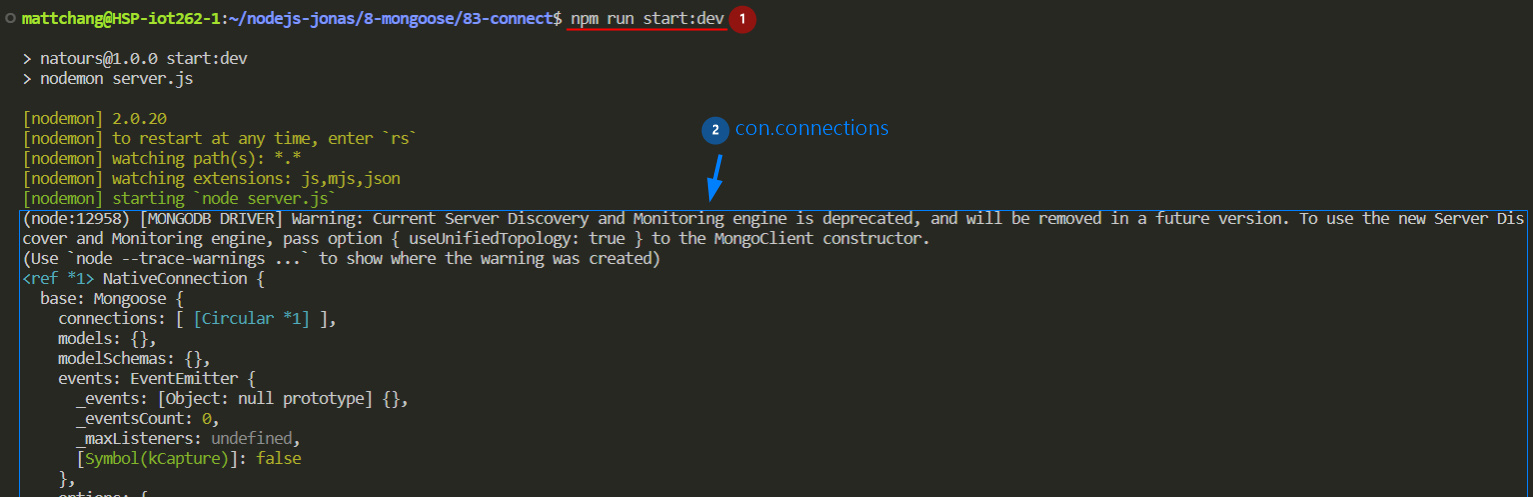 mattchang@HSP-iot262-1:~/nodejs-jonas/8-mongoose/83-connect$ npm run start:dev 1
> natours@1.0.0 start:dev
> nodemon server.js
[nodemon] 2.0.20
[nodemon] to restart at any time, enter `rs`
2 con.connections
[nodemon] watching path(s): *.*
[nodemon] watching extensions: js,mjs,json
[nodemon] starting `node server.js`
(node:12958) [MONGODB DRIVER] Warning: Current Server Discovery and Monitoring engine is deprecated, and will be removed in a future version. To use the new Server Dis
cover and Monitoring engine, pass option { useUnifiedTopology: true } to the MongoClient constructor.
(Use `node --trace-warnings ...` to show where the warning was created)
<ref *1> NativeConnection {
base: Mongoose {
connections: [ [Circular *1] ],
models: {},
modelSchemas: {},
events: EventEmitter {
_events: [Object: null prototype] {},
_eventsCount: 0,
_maxListeners: undefined,
[Symbol(kCapture)]: false
},
options: {